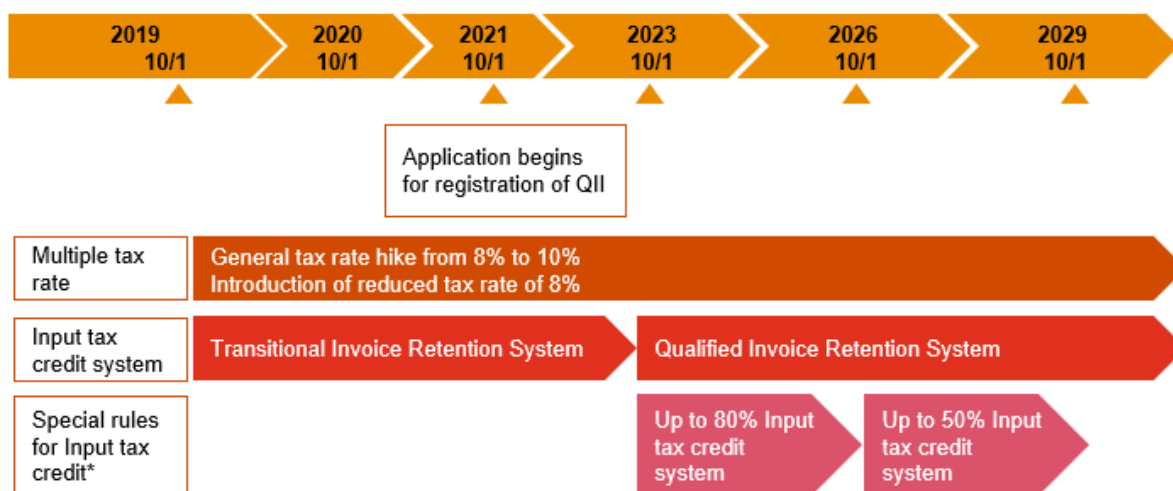 2019
10/1
2020
10/1
2021
10/1
2023
10/1
2026
10/1
2029
10/1
Application begins
for registration of QII
Multiple tax
rate
General tax rate hike from 8% to 10%
Introduction of reduced tax rate of 8%
Input tax
credit system
Transitional Invoice Retention System
Qualified Invoice Retention System
Special rules
for Input tax
credit*
Up to 80% Input
tax credit
system
Up to 50% Input
tax credit
system